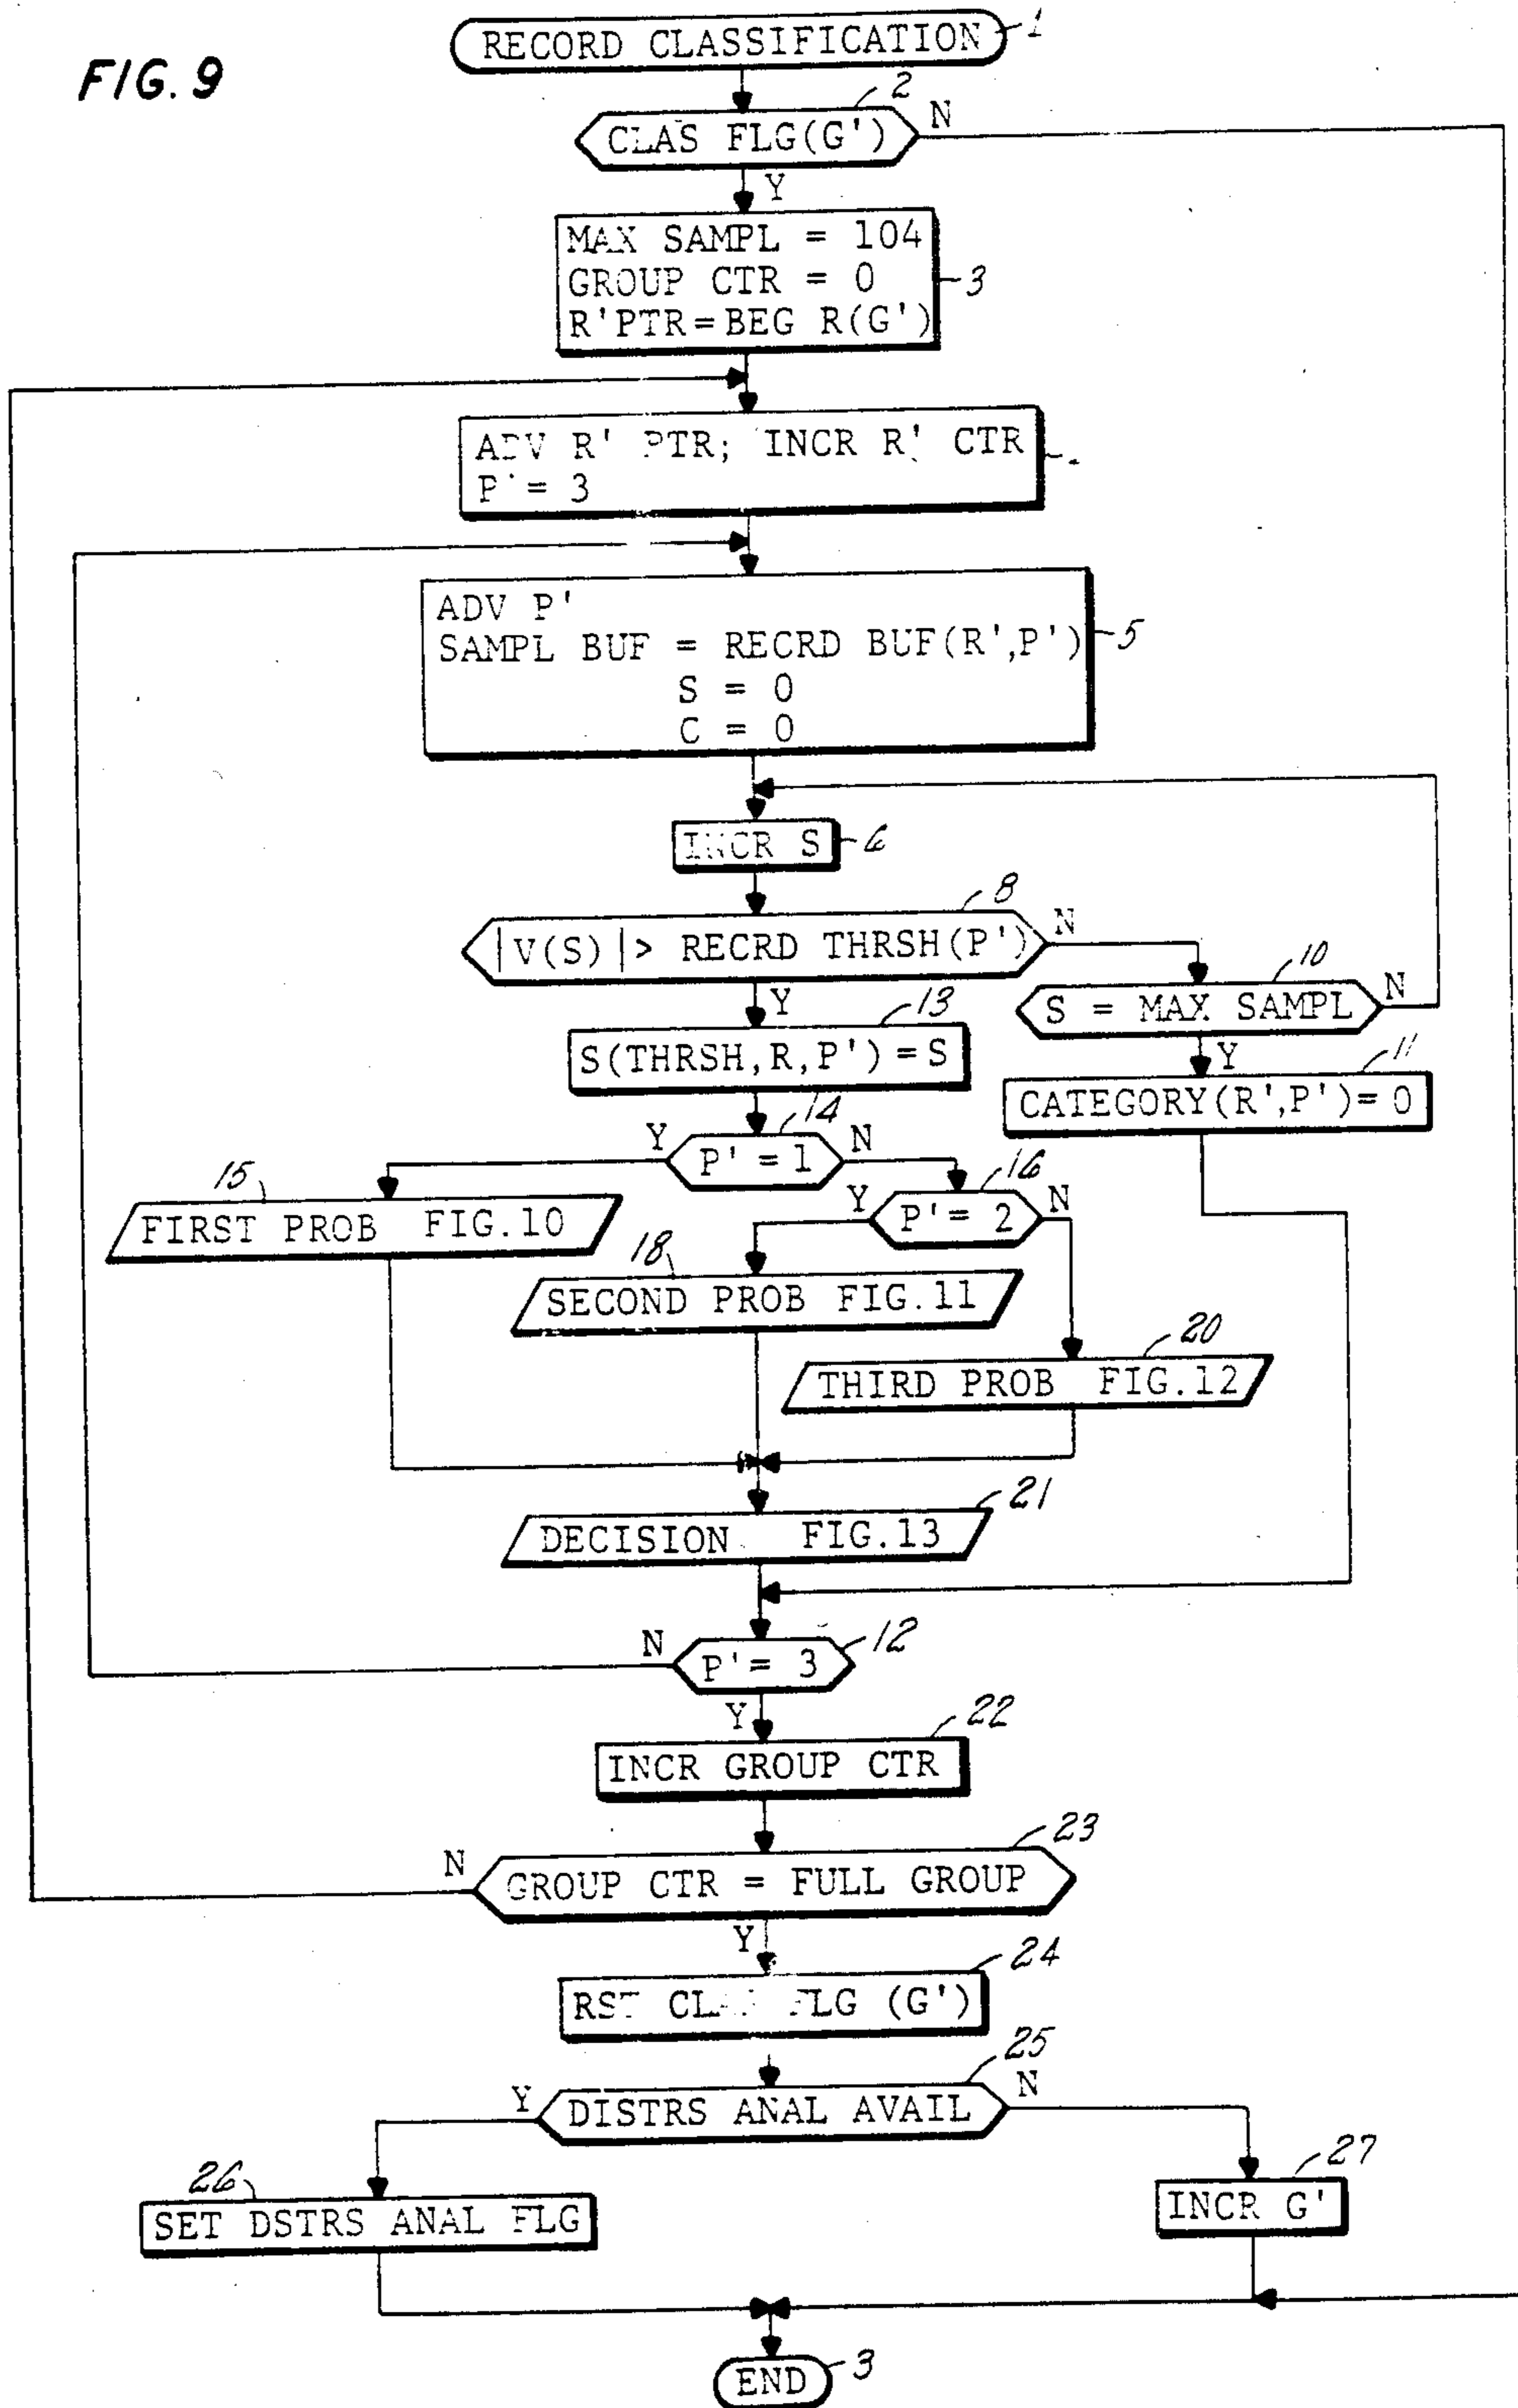 FIG. 9
RECORD CLASSIFICATION
1
CLAS FLG(G')
2
N
Y
MAX SAMPL = 104
GROUP CTR = 0
R'PTR=BEG R(G')
3
ADV R' PTR; INCR R' CTR
P'= 3
ADV P'
SAMPL BUF = RECRD BUF(R',P')
S = 0
C = 0
5
INCR S
6
8
|V(S)|> RECRD THRSH(P')
N
Y
10
S = MAX SAMPL
N
Y
11
CATEGORY(R',P')= 0
13
S(THRSH,R,P')=S
14
Y
P'=1
N
16
Y
P'= 2
N
15
FIRST PROB FIG.10
18
SECOND PROB FIG.11
20
THIRD PROB FIG.12
21
DECISION FIG.13
12
N
P'= 3
Y
22
INCR GROUP CTR
23
N
GROUP CTR = FULL GROUP
Y
24
RST FLG (G')
25
Y
DISTRS ANAL AVAIL
N
26
SET DSTRS ANAL FLG
27
INCR G'
END
3